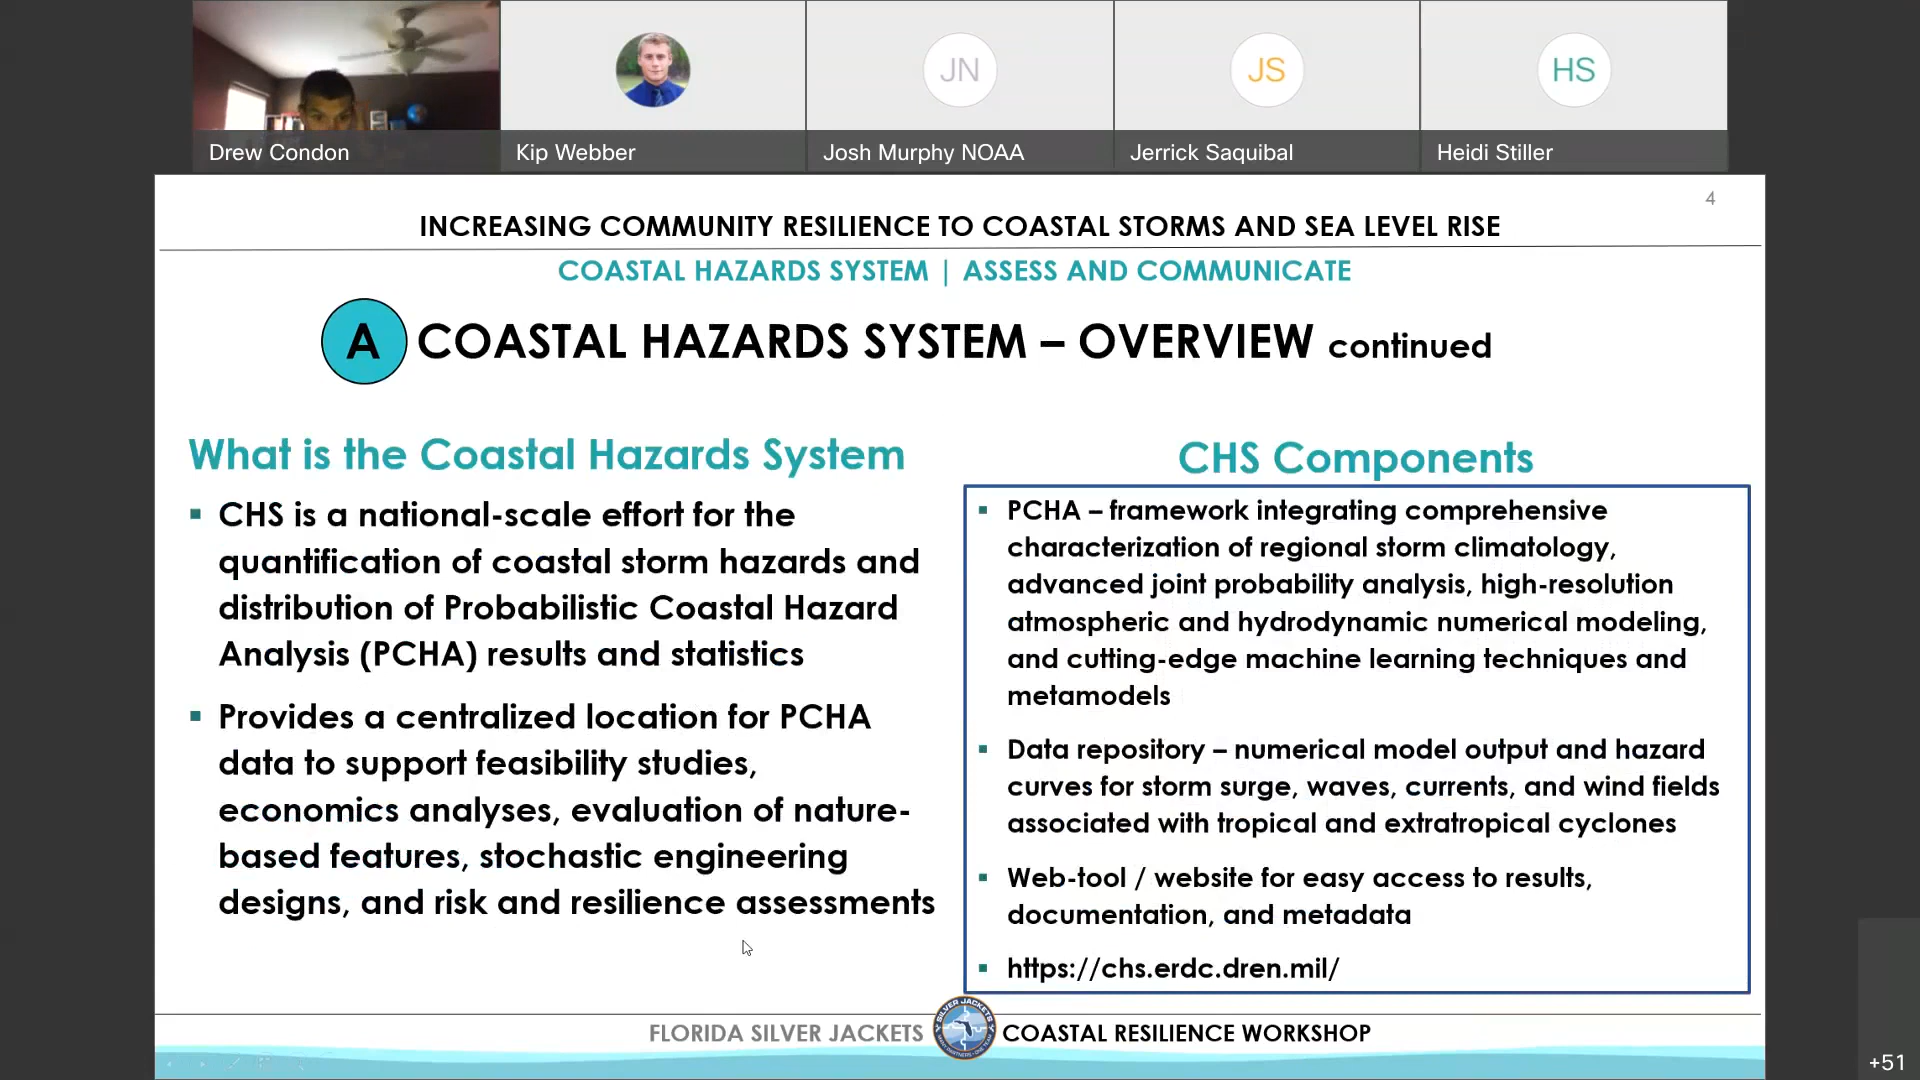 JN
JS
HS
Drew Condon
Kip Webber
Josh Murphy NOAA
Jerrick Saquibal
Heidi Stiller
4
INCREASING COMMUNITY RESILIENCE TO COASTAL STORMS AND SEA LEVEL RISE
COASTAL HAZARDS SYSTEM | ASSESS AND COMMUNICATE
A COASTAL HAZARDS SYSTEM – OVERVIEW continued
What is the Coastal Hazards System
▪ CHS is a national-scale effort for the
quantification of coastal storm hazards and
distribution of Probabilistic Coastal Hazard
Analysis (PCHA) results and statistics
▪ Provides a centralized location for PCHA
data to support feasibility studies,
economics analyses, evaluation of nature-
based features, stochastic engineering
designs, and risk and resilience assessments
CHS Components
▪ PCHA – framework integrating comprehensive
characterization of regional storm climatology,
advanced joint probability analysis, high-resolution
atmospheric and hydrodynamic numerical modeling,
and cutting-edge machine learning techniques and
metamodels
▪ Data repository – numerical model output and hazard
curves for storm surge, waves, currents, and wind fields
associated with tropical and extratropical cyclones
▪ Web-tool / website for easy access to results,
documentation, and metadata
▪ https://chs.erdc.dren.mil/
FLORIDA SILVER JACKETS
SILVER JACKETS
COASTAL RESILIENCE WORKSHOP
+51